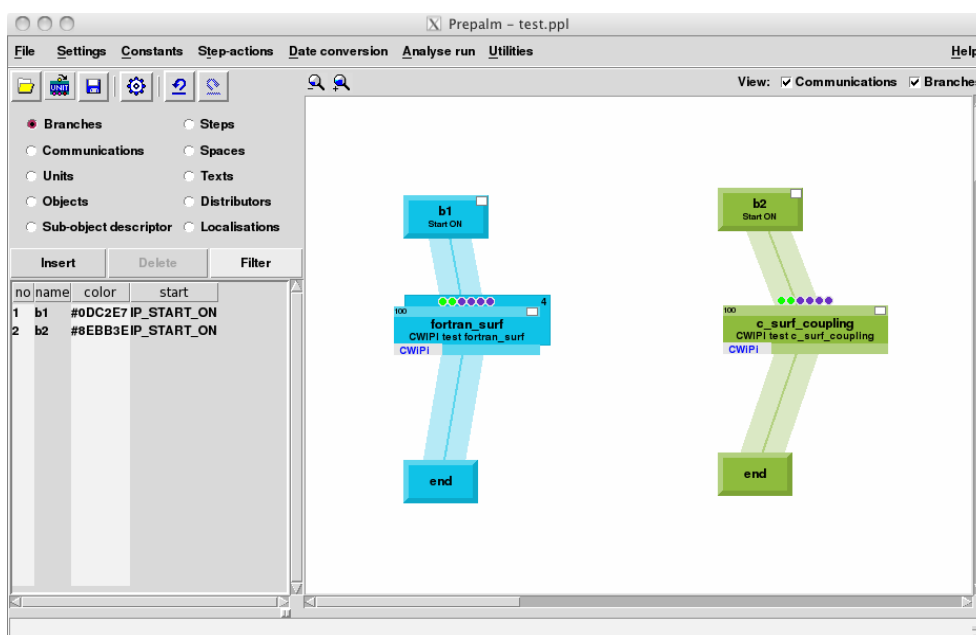 X Prepalm - test.ppl
File Settings Constants Step-actions Date conversion Analyse run Utilities Help
UNIT
View: Communications Branche
Branches Steps
Communications Spaces
Units Texts
Objects Distributors
Sub-object descriptor Localisations
Insert Delete Filter
no name color start
1 b1 #0DC2E7 IP_START_ON
2 b2 #8EBB3E IP_START_ON
b1
Start ON
4
100
fortran_surf
CWIPI test fortran_surf
CWIPI
end
b2
Start ON
100
c_surf_coupling
CWIPI test c_surf_coupling
CWIPI
end